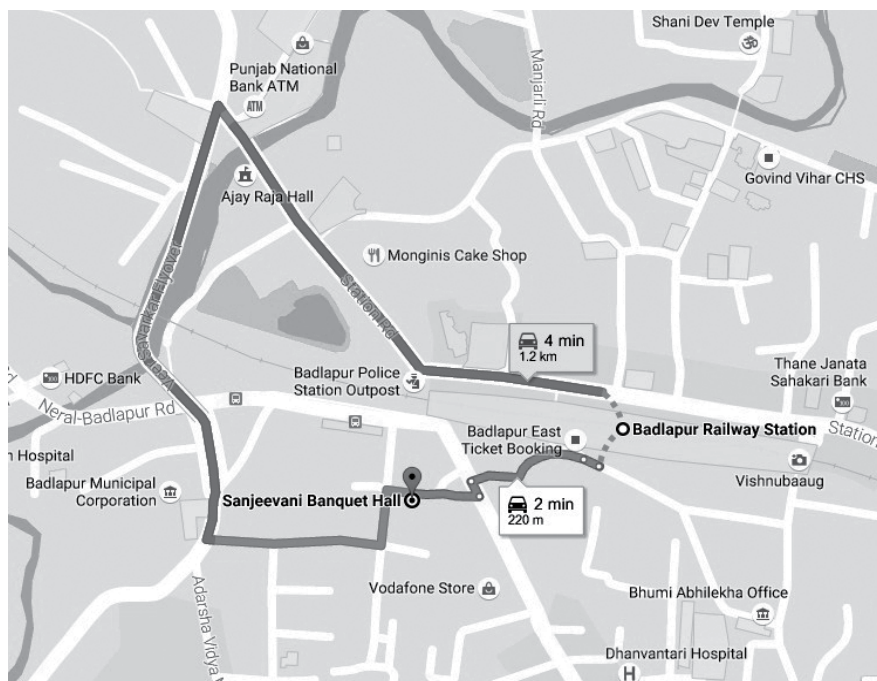 Shani Dev Temple
Punjab National
Bank ATM
ATM
Manjarli Rd
Govind Vihar CHS
Ajay Raja Hall
Monginis Cake Shop
Veer Savarkar Flyover
Station Rd
4 min
1.2 km
HDFC Bank
Badlapur Police
Station Outpost
Thane Janata
Sahakari Bank
Neral-Badlapur Rd
Badlapur East
Ticket Booking
Badlapur Railway Station
Station
Hospital
Badlapur Municipal
Corporation
Sanjeevani Banquet Hall
2 min
220 m
Vishnubaaug
Adarsha Vidya
Vodafone Store
Bhumi Abhilekha Office
Dhanvantari Hospital
H